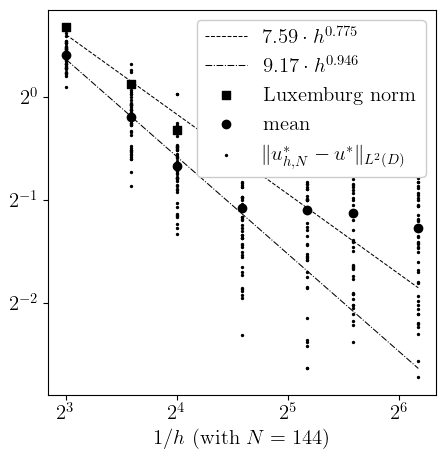 7.59 · h^{0.775}
9.17 · h^{0.946}
Luxemburg norm
mean
‖u^*_{h,N} − u^*‖_{L^2(D)}
2^0
2^{−1}
2^{−2}
2^3 2^4 2^5 2^6
1/h (with N = 144)